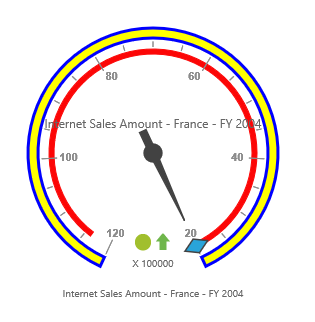 80
60
Internet Sales Amount - France - FY 2004
100
40
120
20
X 100000
Internet Sales Amount - France - FY 2004